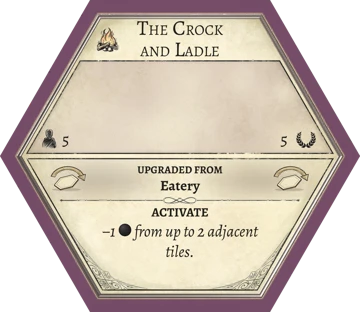 The Crock
and Ladle
5
5
UPGRADED FROM
Eatery
ACTIVATE
–1 from up to 2 adjacent
tiles.